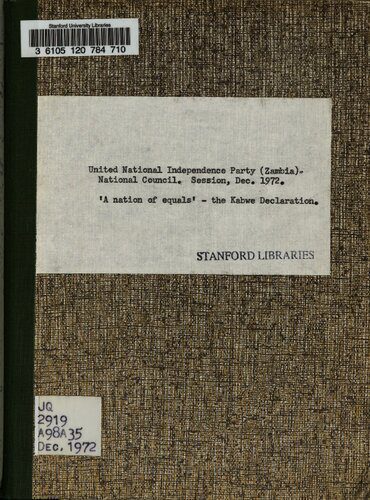 Stanford University Libraries
3 6105 120 784 710
United National Independence Party (Zambia).
National Council. Session, Dec. 1972.
'A nation of equals' - the Kabwe Declaration.
STANFORD LIBRARIES
JQ
2919
A98A35
DEC. 1972